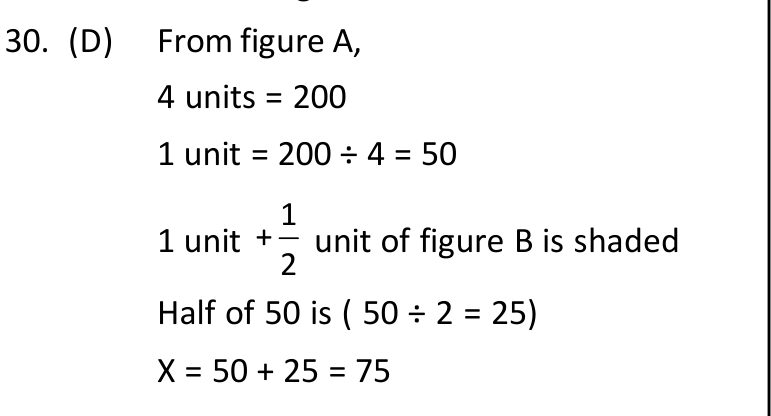 30. (D) From figure A,
4 units = 200
1 unit = 200 ÷ 4 = 50
1 unit + 1/2 unit of figure B is shaded
Half of 50 is ( 50 ÷ 2 = 25)
X = 50 + 25 = 75